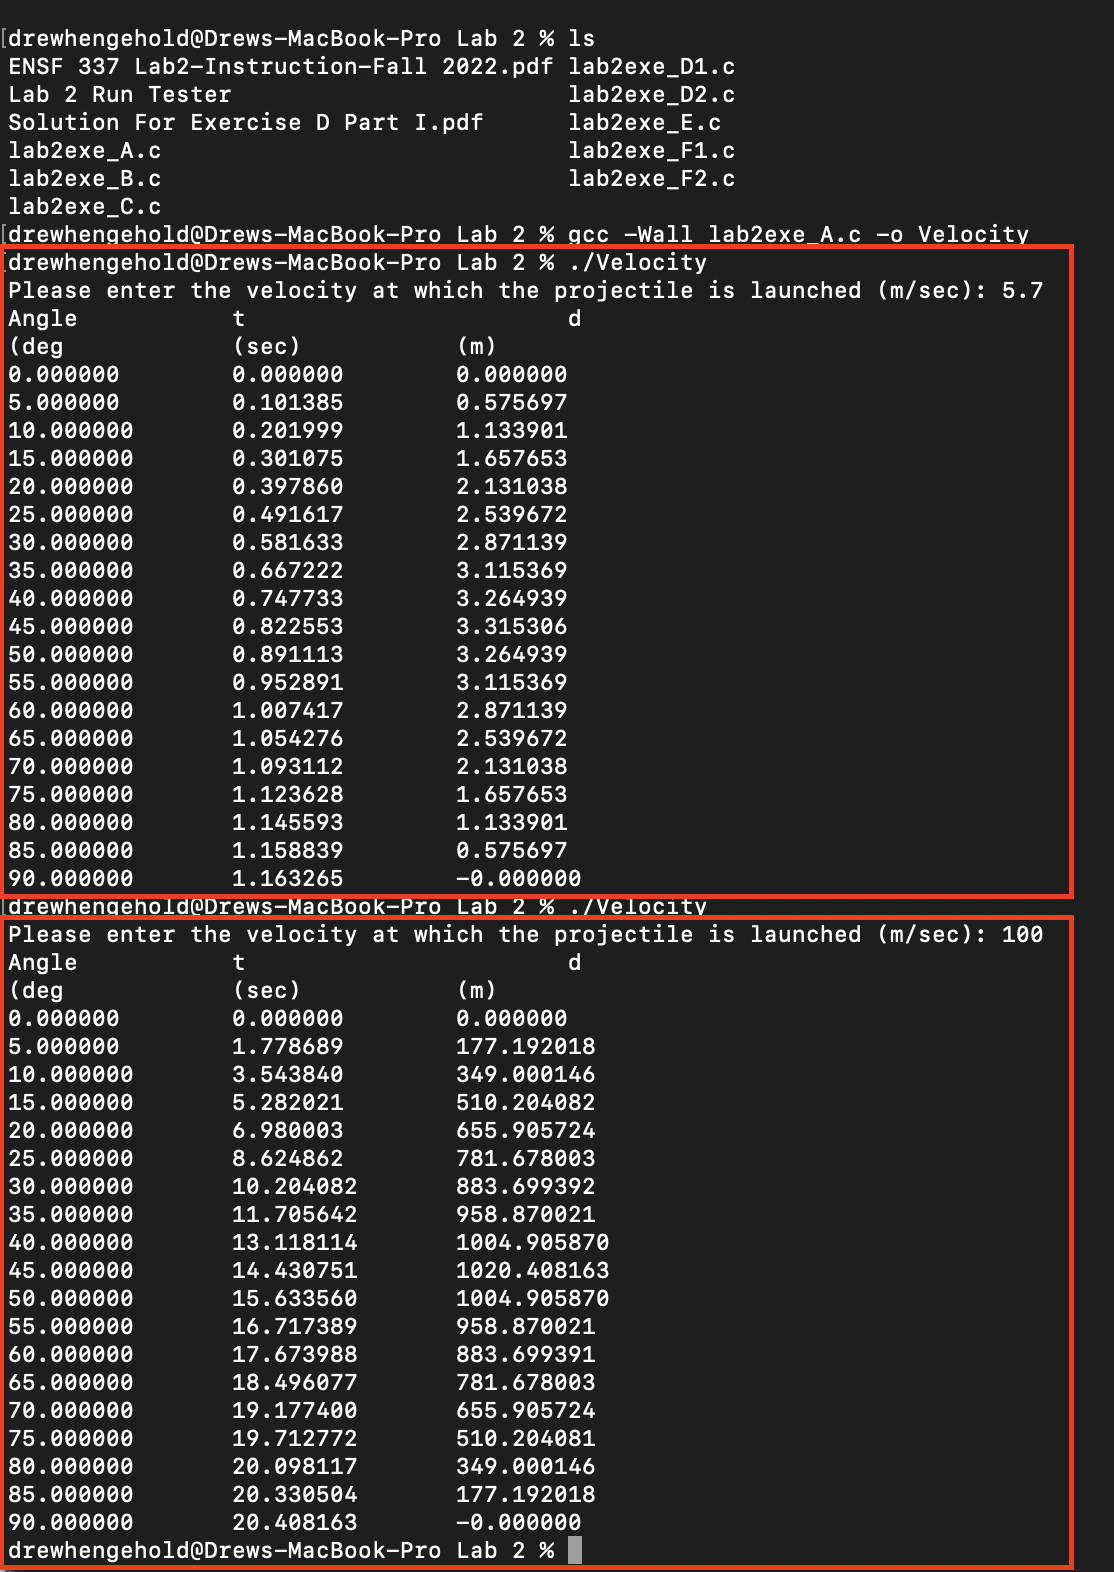 [drewhengehold@Drews-MacBook-Pro Lab 2 % ls
ENSF 337 Lab2-Instruction-Fall 2022.pdf lab2exe_D1.c
Lab 2 Run Tester                        lab2exe_D2.c
Solution For Exercise D Part I.pdf      lab2exe_E.c
lab2exe_A.c                             lab2exe_F1.c
lab2exe_B.c                             lab2exe_F2.c
lab2exe_C.c
[drewhengehold@Drews-MacBook-Pro Lab 2 % gcc -Wall lab2exe_A.c -o Velocity
[drewhengehold@Drews-MacBook-Pro Lab 2 % ./Velocity
Please enter the velocity at which the projectile is launched (m/sec): 5.7
Angle           t                       d
(deg            (sec)           (m)
0.000000        0.000000        0.000000
5.000000        0.101385        0.575697
10.000000       0.201999        1.133901
15.000000       0.301075        1.657653
20.000000       0.397860        2.131038
25.000000       0.491617        2.539672
30.000000       0.581633        2.871139
35.000000       0.667222        3.115369
40.000000       0.747733        3.264939
45.000000       0.822553        3.315306
50.000000       0.891113        3.264939
55.000000       0.952891        3.115369
60.000000       1.007417        2.871139
65.000000       1.054276        2.539672
70.000000       1.093112        2.131038
75.000000       1.123628        1.657653
80.000000       1.145593        1.133901
85.000000       1.158839        0.575697
90.000000       1.163265        -0.000000
[drewhengehold@Drews-MacBook-Pro Lab 2 % ./Velocity
Please enter the velocity at which the projectile is launched (m/sec): 100
Angle           t                       d
(deg            (sec)           (m)
0.000000        0.000000        0.000000
5.000000        1.778689        177.192018
10.000000       3.543840        349.000146
15.000000       5.282021        510.204082
20.000000       6.980003        655.905724
25.000000       8.624862        781.678003
30.000000       10.204082       883.699392
35.000000       11.705642       958.870021
40.000000       13.118114       1004.905870
45.000000       14.430751       1020.408163
50.000000       15.633560       1004.905870
55.000000       16.717389       958.870021
60.000000       17.673988       883.699391
65.000000       18.496077       781.678003
70.000000       19.177400       655.905724
75.000000       19.712772       510.204081
80.000000       20.098117       349.000146
85.000000       20.330504       177.192018
90.000000       20.408163       -0.000000
drewhengehold@Drews-MacBook-Pro Lab 2 %